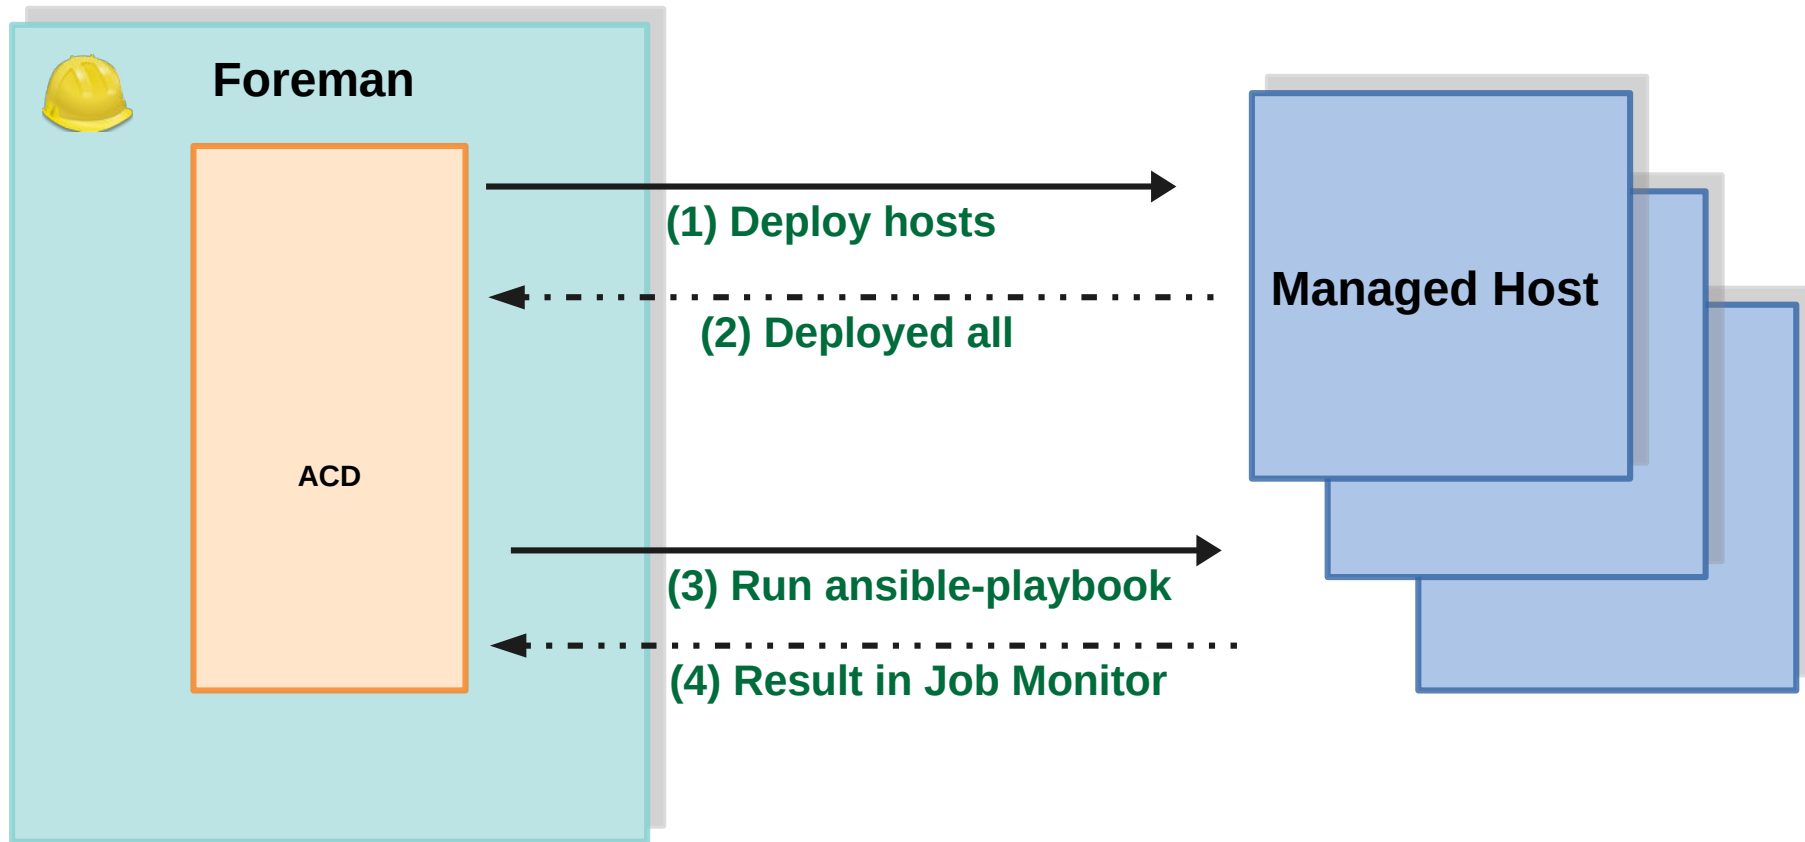 Foreman
(1) Deploy hosts
Managed Host
(2) Deployed all
ACD
(3) Run ansible-playbook
(4) Result in Job Monitor